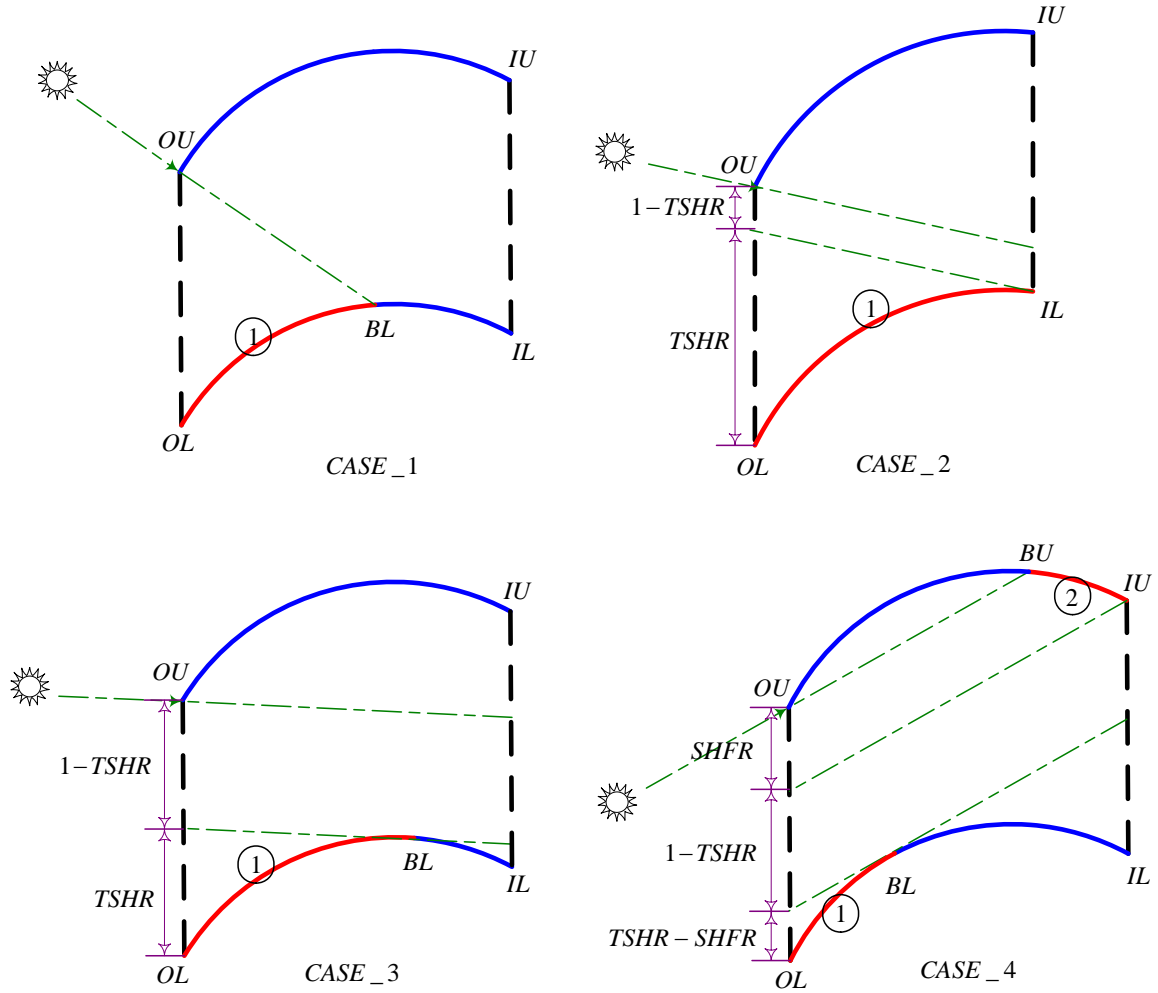 IU
OU
1
BL
IL
OL
CASE_1
IU
OU
1−TSHR
1
IL
TSHR
OL
CASE_2
IU
OU
1−TSHR
1
BL
TSHR
IL
OL
CASE_3
BU
IU
2
OU
SHFR
1−TSHR
BL
IL
1
TSHR − SHFR
OL
CASE_4